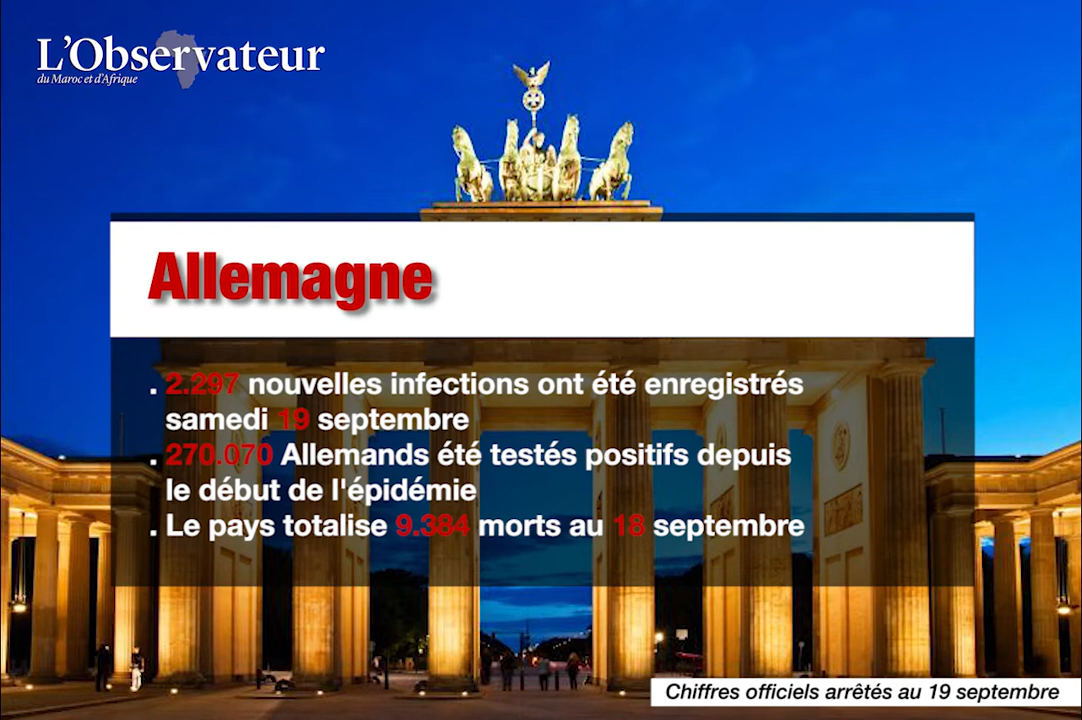 L'Observateur
du Maroc et d'Afrique
Allemagne
. 2.297 nouvelles infections ont été enregistrés
samedi 19 septembre
. 270.070 Allemands été testés positifs depuis
le début de l'épidémie
. Le pays totalise 9.384 morts au 18 septembre
Chiffres officiels arrêtés au 19 septembre